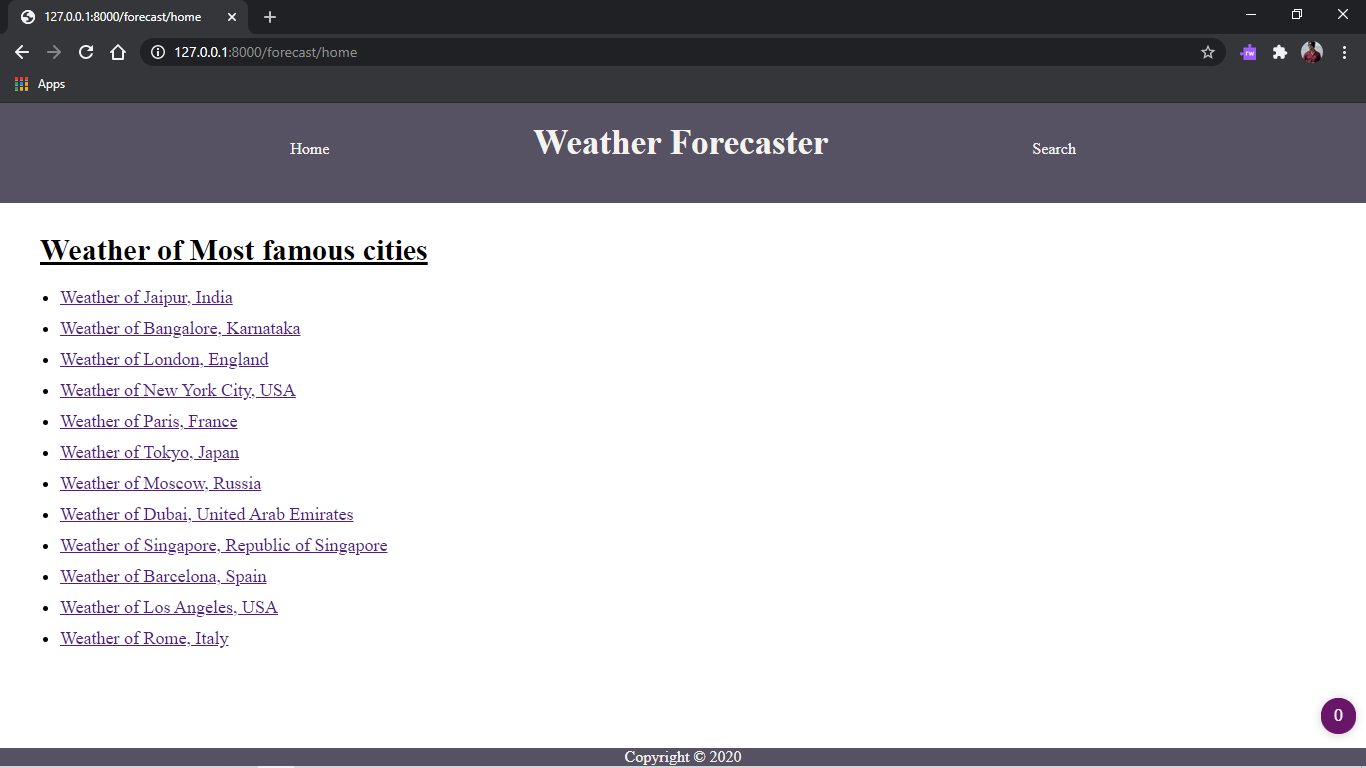 127.0.0.1:8000/forecast/home
127.0.0.1:8000/forecast/home
rw
Apps
Home
Weather Forecaster
Search
Weather of Most famous cities
Weather of Jaipur, India
Weather of Bangalore, Karnataka
Weather of London, England
Weather of New York City, USA
Weather of Paris, France
Weather of Tokyo, Japan
Weather of Moscow, Russia
Weather of Dubai, United Arab Emirates
Weather of Singapore, Republic of Singapore
Weather of Barcelona, Spain
Weather of Los Angeles, USA
Weather of Rome, Italy
0
Copyright © 2020